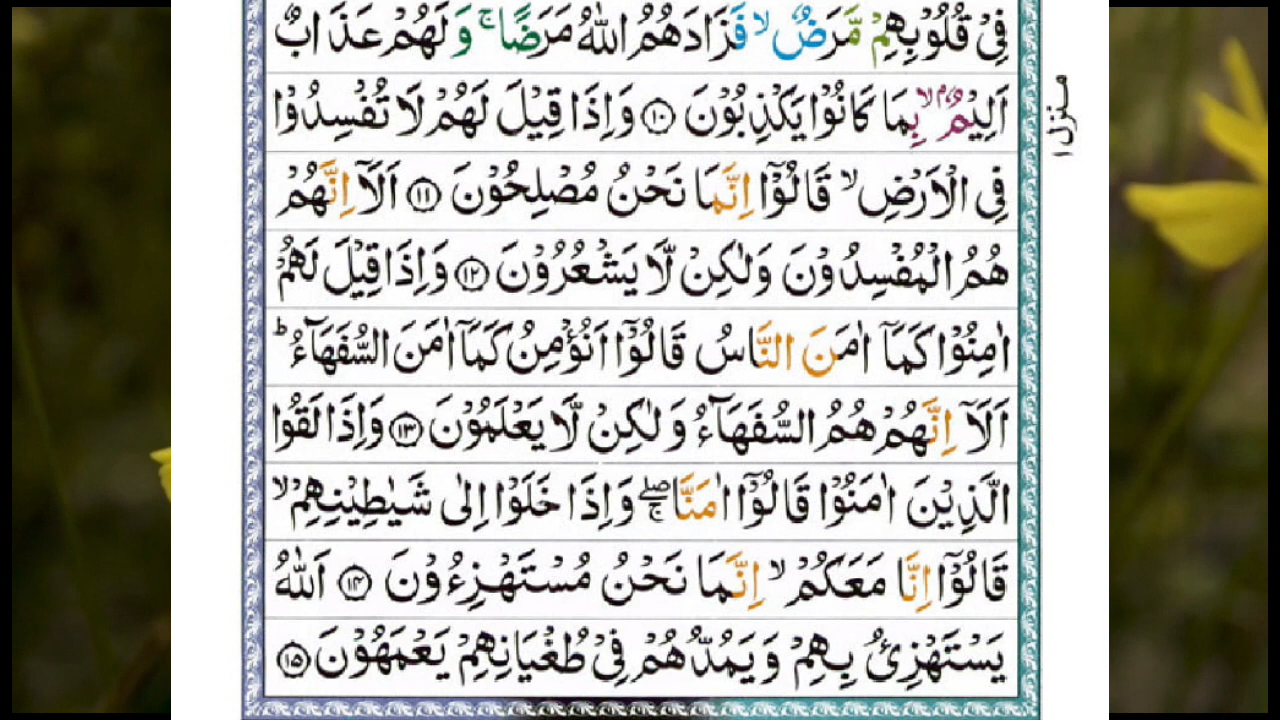 فِىۡ قُلُوۡبِهِمۡ مَّرَضٌ ۙ فَزَادَهُمُ اللّٰهُ مَرَضًا ۚ وَلَهُمۡ عَذَابٌ
اَلِيۡمٌۢ ۙ بِمَا كَانُوۡا يَكۡذِبُوۡنَ ﴿۱۰﴾ وَاِذَا قِيۡلَ لَهُمۡ لَا تُفۡسِدُوۡا
فِى الۡاَرۡضِ ۙ قَالُوۡٓا اِنَّمَا نَحۡنُ مُصۡلِحُوۡنَ ﴿۱۱﴾ اَلَاۤ اِنَّهُمۡ
هُمُ الۡمُفۡسِدُوۡنَ وَلٰكِنۡ لَّا يَشۡعُرُوۡنَ ﴿۱۲﴾ وَاِذَا قِيۡلَ لَهُمۡ
اٰمِنُوۡا كَمَاۤ اٰمَنَ النَّاسُ قَالُوۡٓا اَنُؤۡمِنُ كَمَاۤ اٰمَنَ السُّفَهَآءُ ؕ
اَلَاۤ اِنَّهُمۡ هُمُ السُّفَهَآءُ وَلٰكِنۡ لَّا يَعۡلَمُوۡنَ ﴿۱۳﴾ وَاِذَا لَقُوا
الَّذِيۡنَ اٰمَنُوۡا قَالُوۡٓا اٰمَنَّا ۖۚ وَاِذَا خَلَوۡا اِلٰى شَيٰطِيۡنِهِمۡ ۙ
قَالُوۡٓا اِنَّا مَعَكُمۡ ۙ اِنَّمَا نَحۡنُ مُسۡتَهۡزِءُوۡنَ ﴿۱۴﴾ اَللّٰهُ
يَسۡتَهۡزِئُ بِهِمۡ وَيَمُدُّهُمۡ فِىۡ طُغۡيَانِهِمۡ يَعۡمَهُوۡنَ ﴿۱۵﴾
منزل ۱